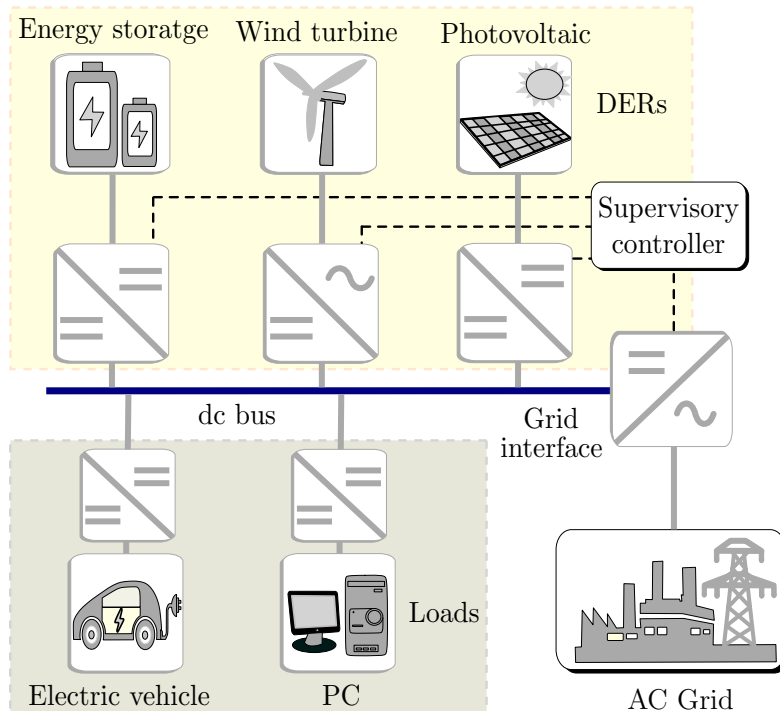 Energy storatge
Wind turbine
Photovoltaic
DERs
Supervisory
controller
dc bus
Grid
interface
Loads
Electric vehicle
PC
AC Grid